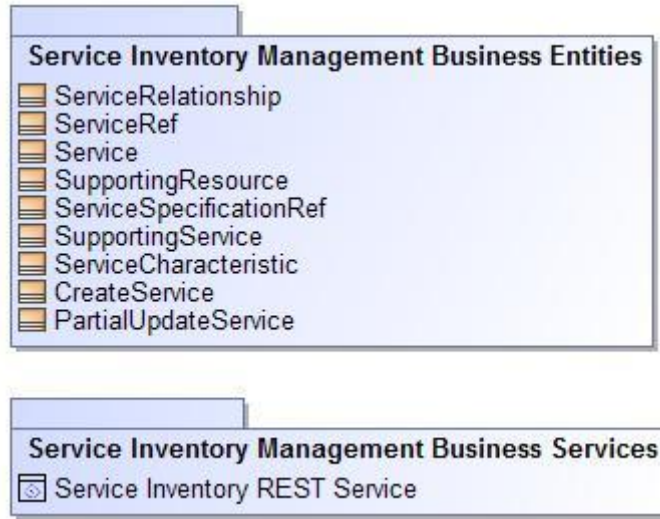 Service Inventory Management Business Entities
ServiceRelationship
ServiceRef
Service
SupportingResource
ServiceSpecificationRef
SupportingService
ServiceCharacteristic
CreateService
PartialUpdateService
Service Inventory Management Business Services
Service Inventory REST Service